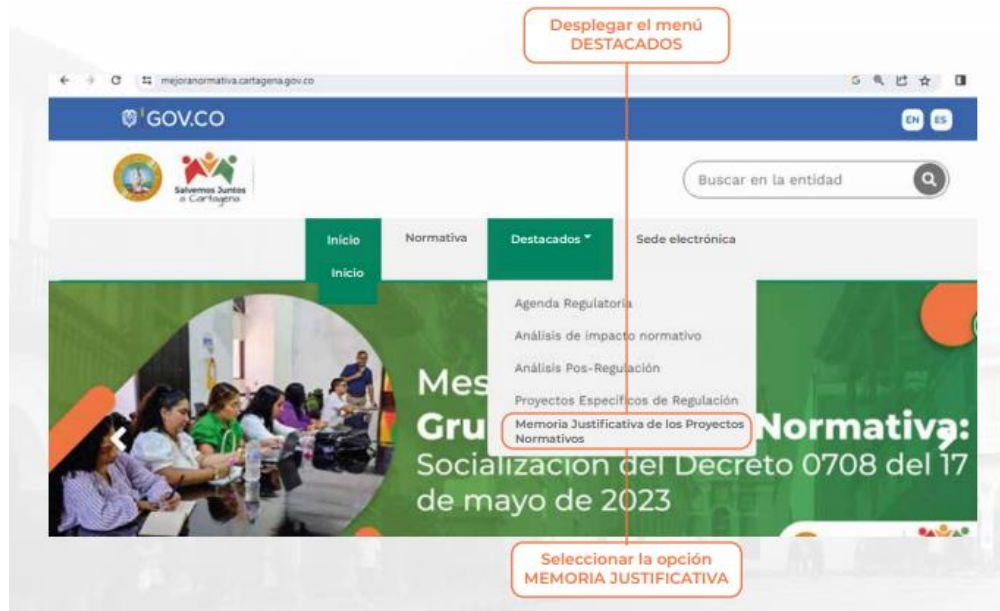 Desplegar el menú
DESTACADOS
mejoranormativa.cartagena.gov.co
GOV.CO
EN ES
Salvemos Juntos
a Cartagena
Buscar en la entidad
Inicio Normativa Destacados Sede electrónica
Inicio
Agenda Regulatoria
Análisis de impacto normativo
Análisis Pos-Regulación
Proyectos Específicos de Regulación
Memoria Justificativa de los Proyectos
Normativos
Mes
Gru Normativa:
Socialización del Decreto 0708 del 17
de mayo de 2023
Seleccionar la opción
MEMORIA JUSTIFICATIVA